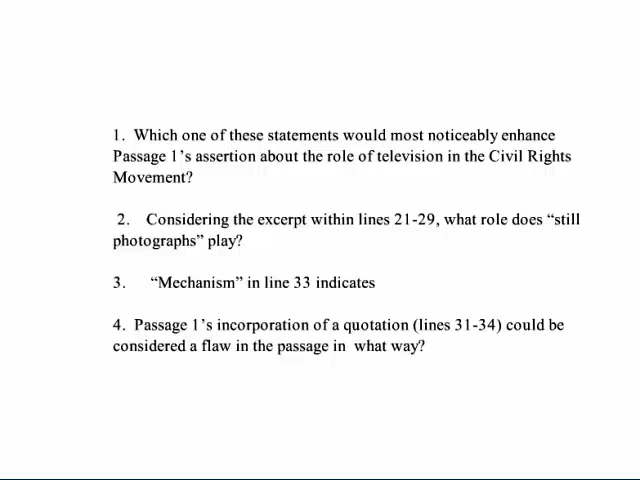 1.  Which one of these statements would most noticeably enhance
Passage 1’s assertion about the role of television in the Civil Rights
Movement?
2.    Considering the excerpt within lines 21-29, what role does “still
photographs” play?
3.     “Mechanism” in line 33 indicates
4.  Passage 1’s incorporation of a quotation (lines 31-34) could be
considered a flaw in the passage in  what way?